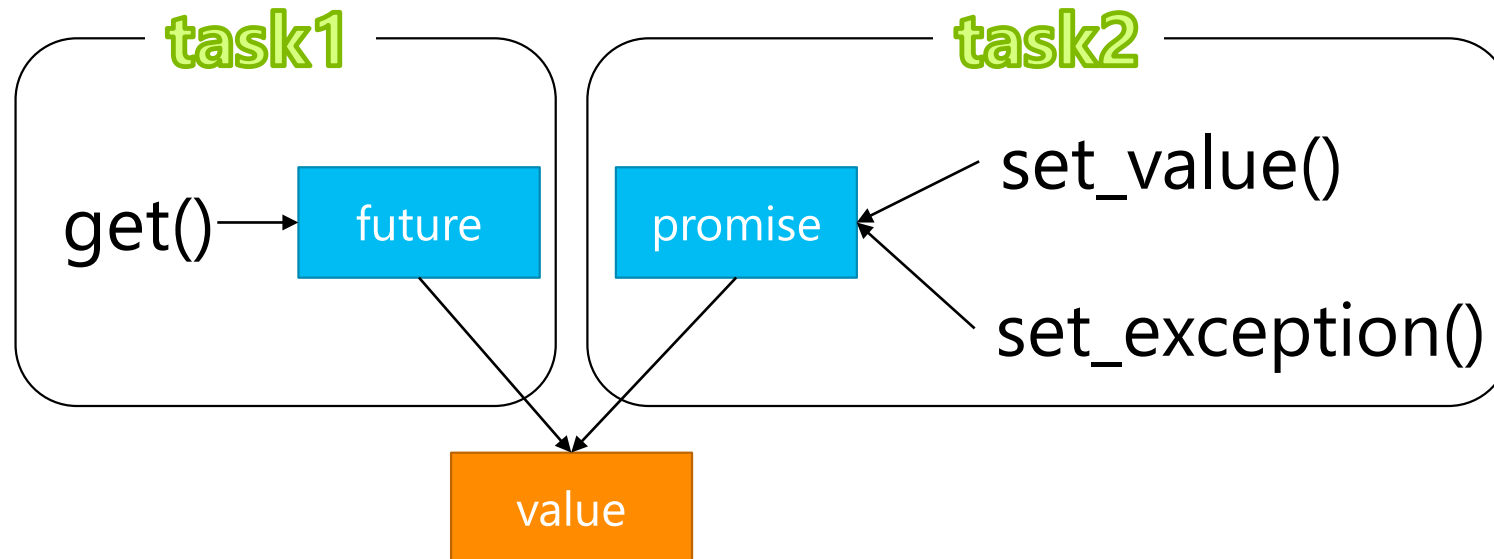 task1
task2
get()
future
promise
set_value()
set_exception()
value